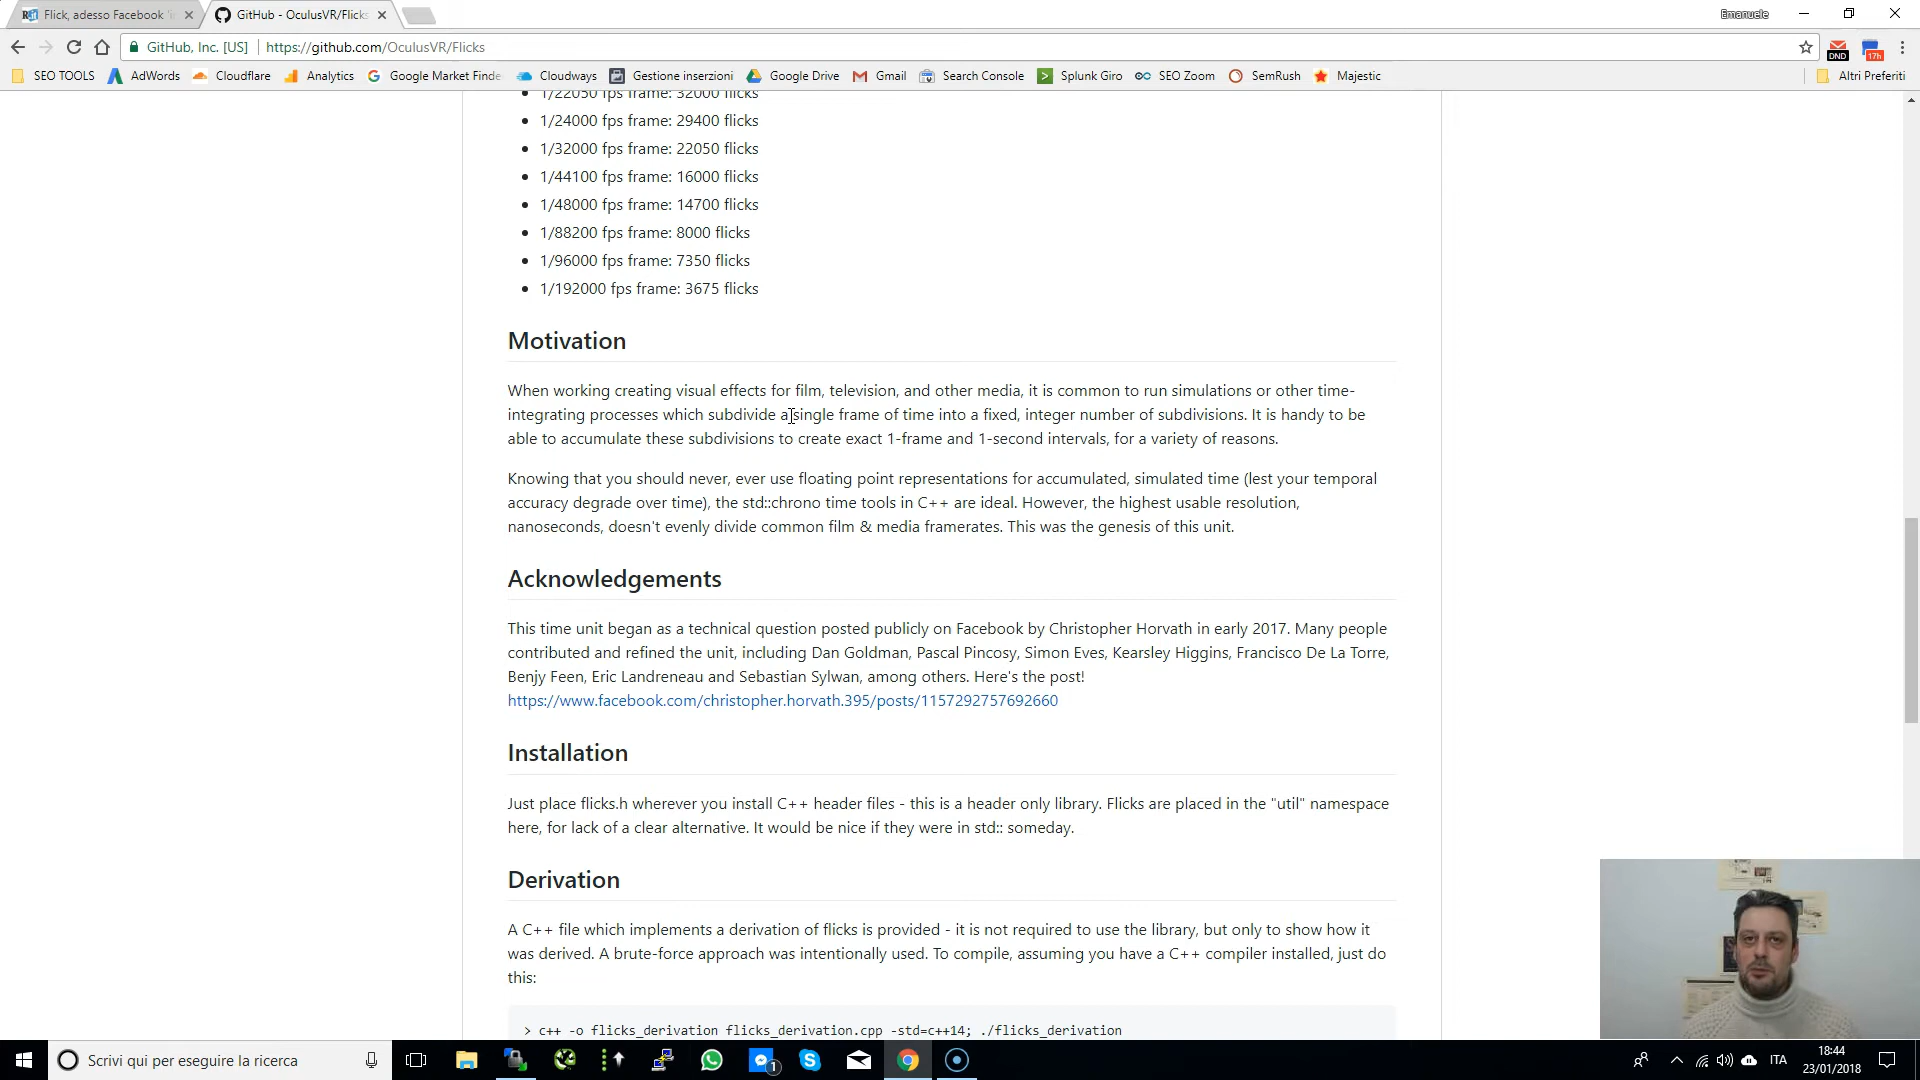 Flick, adesso Facebook
GitHub - OculusVR/Flicks
Emanuele
GitHub, Inc. [US]
https://github.com/OculusVR/Flicks
DND
17h
SEO TOOLS
AdWords
Cloudflare
Analytics
Google Market Finde
Cloudways
Gestione inserzioni
Google Drive
Gmail
Search Console
Splunk Giro
SEO Zoom
SemRush
Majestic
Altri Preferiti
1/22050 fps frame: 32000 flicks
1/24000 fps frame: 29400 flicks
1/32000 fps frame: 22050 flicks
1/44100 fps frame: 16000 flicks
1/48000 fps frame: 14700 flicks
1/88200 fps frame: 8000 flicks
1/96000 fps frame: 7350 flicks
1/192000 fps frame: 3675 flicks
Motivation
When working creating visual effects for film, television, and other media, it is common to run simulations or other time-
integrating processes which subdivide a single frame of time into a fixed, integer number of subdivisions. It is handy to be
able to accumulate these subdivisions to create exact 1-frame and 1-second intervals, for a variety of reasons.
Knowing that you should never, ever use floating point representations for accumulated, simulated time (lest your temporal
accuracy degrade over time), the std::chrono time tools in C++ are ideal. However, the highest usable resolution,
nanoseconds, doesn't evenly divide common film & media framerates. This was the genesis of this unit.
Acknowledgements
This time unit began as a technical question posted publicly on Facebook by Christopher Horvath in early 2017. Many people
contributed and refined the unit, including Dan Goldman, Pascal Pincosy, Simon Eves, Kearsley Higgins, Francisco De La Torre,
Benjy Feen, Eric Landreneau and Sebastian Sylwan, among others. Here's the post!
https://www.facebook.com/christopher.horvath.395/posts/1157292757692660
Installation
Just place flicks.h wherever you install C++ header files - this is a header only library. Flicks are placed in the "util" namespace
here, for lack of a clear alternative. It would be nice if they were in std:: someday.
Derivation
A C++ file which implements a derivation of flicks is provided - it is not required to use the library, but only to show how it
was derived. A brute-force approach was intentionally used. To compile, assuming you have a C++ compiler installed, just do
this:
> c++ -o flicks_derivation flicks_derivation.cpp -std=c++14; ./flicks_derivation
Scrivi qui per eseguire la ricerca
1
ITA
18:44
23/01/2018